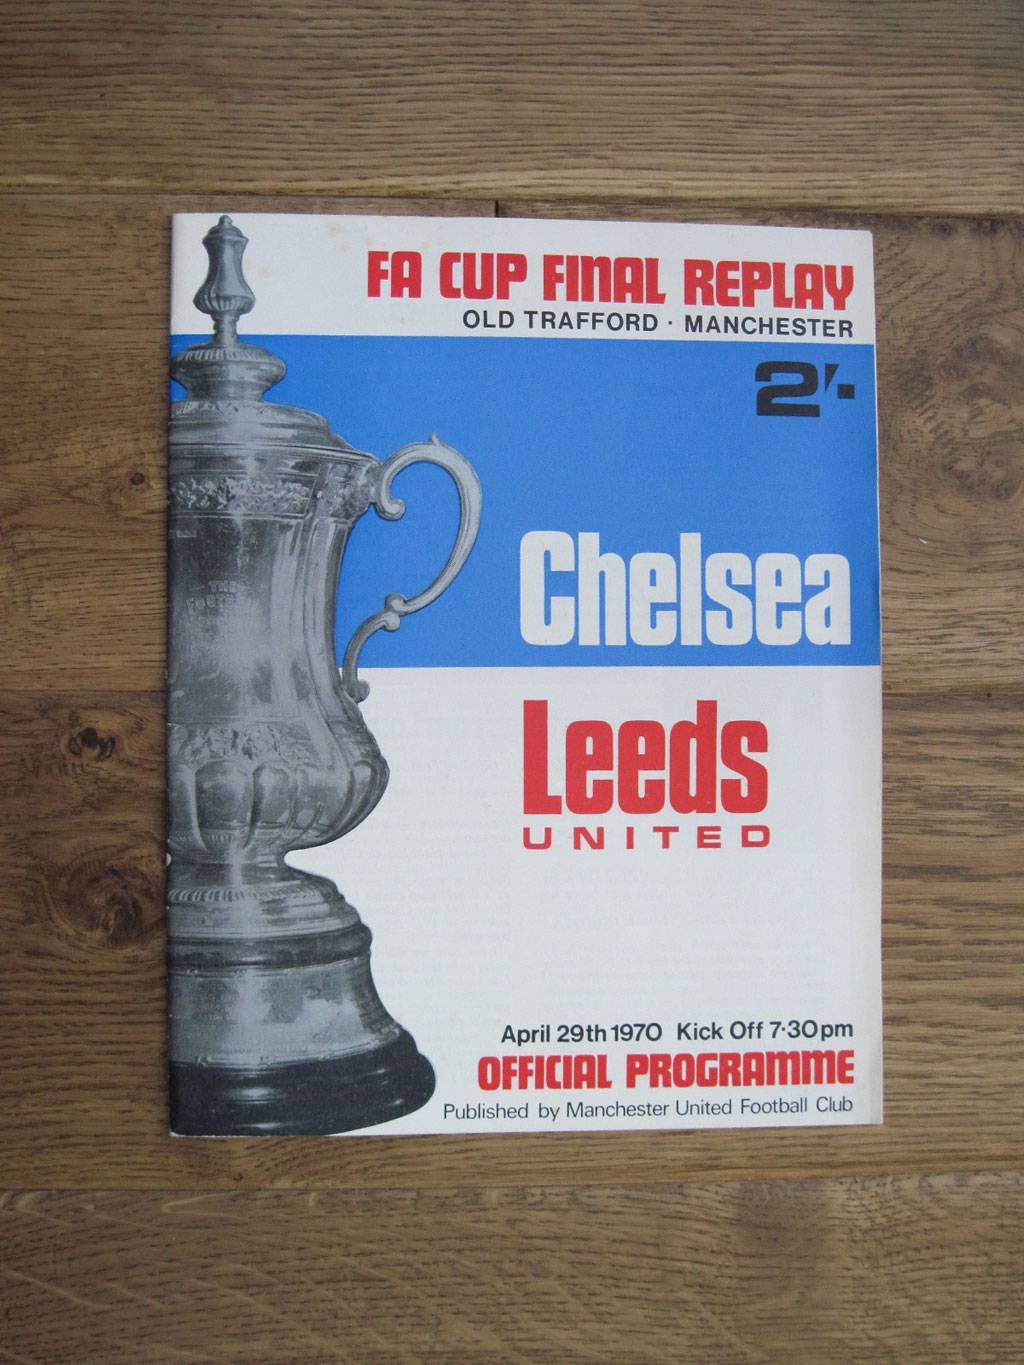 FA CUP FINAL REPLAY
OLD TRAFFORD · MANCHESTER
2/-
Chelsea
THE
Leeds
UNITED
April 29th 1970 Kick Off 7·30pm
OFFICIAL PROGRAMME
Published by Manchester United Football Club